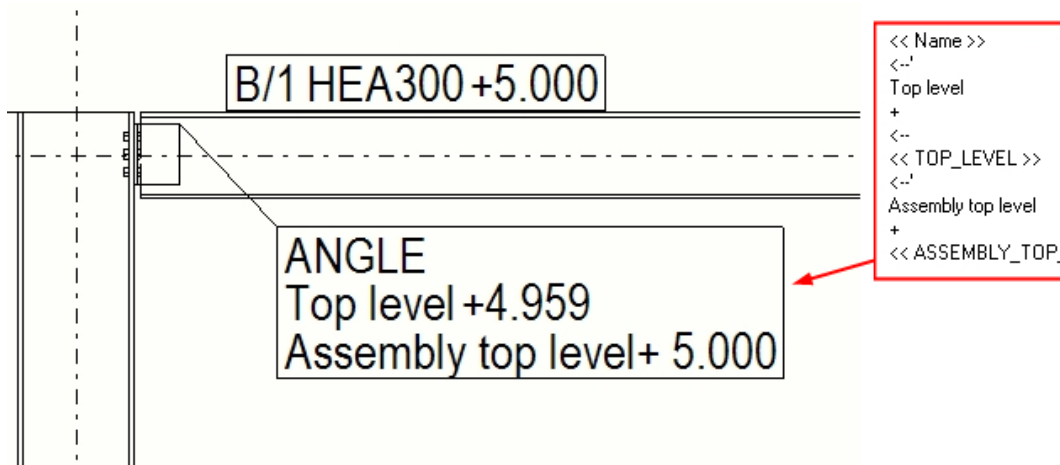 B/1 HEA300 +5.000
ANGLE
Top level +4.959
Assembly top level+ 5.000
<< Name >>
<--'
Top level
+
<--
<< TOP_LEVEL >>
<--'
Assembly top level
+
<< ASSEMBLY_TOP_